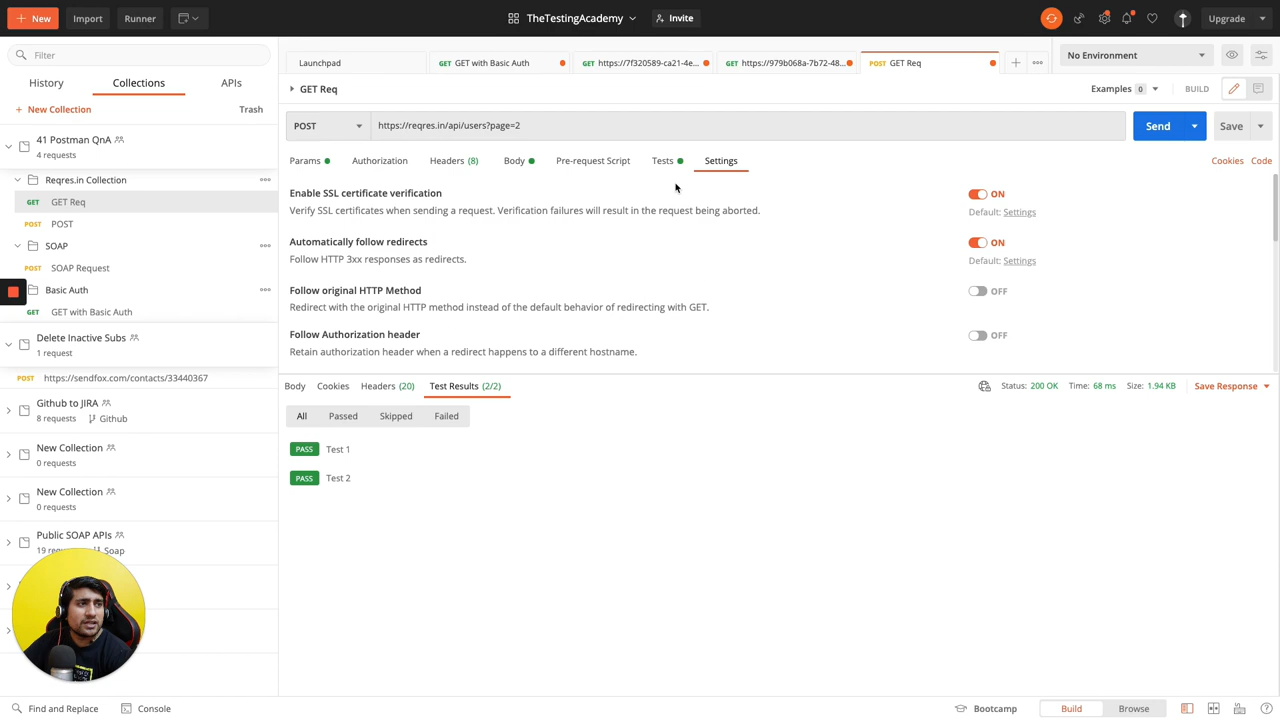 New
Import
Runner
TheTestingAcademy
Invite
Upgrade
Filter
History
Collections
APIs
New Collection
Trash
41 Postman QnA
4 requests
Reqres.in Collection
GET GET Req
POST POST
SOAP
POST SOAP Request
Basic Auth
GET GET with Basic Auth
Delete Inactive Subs
1 request
POST https://sendfox.com/contacts/33440367
Github to JIRA
8 requests Github
New Collection
0 requests
New Collection
0 requests
Public SOAP APIs
Soap
Launchpad
GET GET with Basic Auth
GET https://7f320589-ca21-4e...
GET https://979b068a-7b72-48...
POST GET Req
No Environment
GET Req
Examples 0
BUILD
POST
https://reqres.in/api/users?page=2
Send
Save
Params
Authorization
Headers (8)
Body
Pre-request Script
Tests
Settings
Cookies
Code
Enable SSL certificate verification
ON
Verify SSL certificates when sending a request. Verification failures will result in the request being aborted.
Default: Settings
Automatically follow redirects
ON
Follow HTTP 3xx responses as redirects.
Default: Settings
Follow original HTTP Method
OFF
Redirect with the original HTTP method instead of the default behavior of redirecting with GET.
Follow Authorization header
OFF
Retain authorization header when a redirect happens to a different hostname.
Body
Cookies
Headers (20)
Test Results (2/2)
Status: 200 OK
Time: 68 ms
Size: 1.94 KB
Save Response
All
Passed
Skipped
Failed
PASS Test 1
PASS Test 2
Find and Replace
Console
Bootcamp
Build
Browse